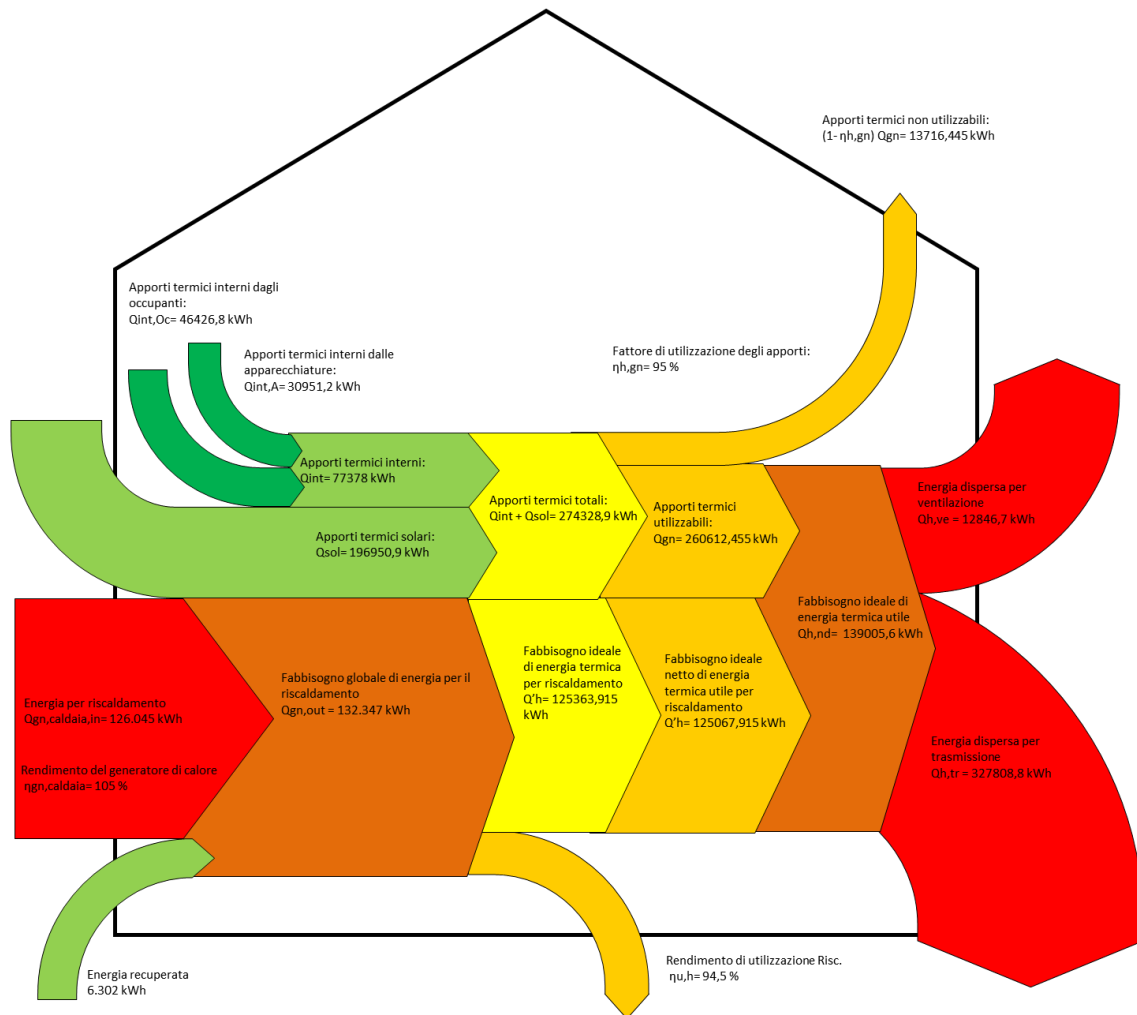 Apporti termici non utilizzabili:
(1- ηh,gn) Qgn= 13716,445 kWh
Apporti termici interni dagli
occupanti:
Qint,Oc= 46426,8 kWh
Apporti termici interni dalle
apparecchiature:
Qint,A= 30951,2 kWh
Fattore di utilizzazione degli apporti:
ηh,gn= 95 %
Apporti termici interni:
Qint= 77378 kWh
Apporti termici solari:
Qsol= 196950,9 kWh
Apporti termici totali:
Qint + Qsol= 274328,9 kWh
Apporti termici
utilizzabili:
Qgn= 260612,455 kWh
Energia dispersa per
ventilazione
Qh,ve = 12846,7 kWh
Energia per riscaldamento
Qgn,caldaia,in= 126.045 kWh
Rendimento del generatore di calore
ηgn,caldaia= 105 %
Fabbisogno globale di energia per il
riscaldamento
Qgn,out = 132.347 kWh
Fabbisogno ideale
di energia termica
per riscaldamento
Q'h= 125363,915
kWh
Fabbisogno ideale
netto di energia
termica utile per
riscaldamento
Q'h= 125067,915 kWh
Fabbisogno ideale di
energia termica utile
Qh,nd= 139005,6 kWh
Energia dispersa per
trasmissione
Qh,tr = 327808,8 kWh
Energia recuperata
6.302 kWh
Rendimento di utilizzazione Risc.
ηu,h= 94,5 %